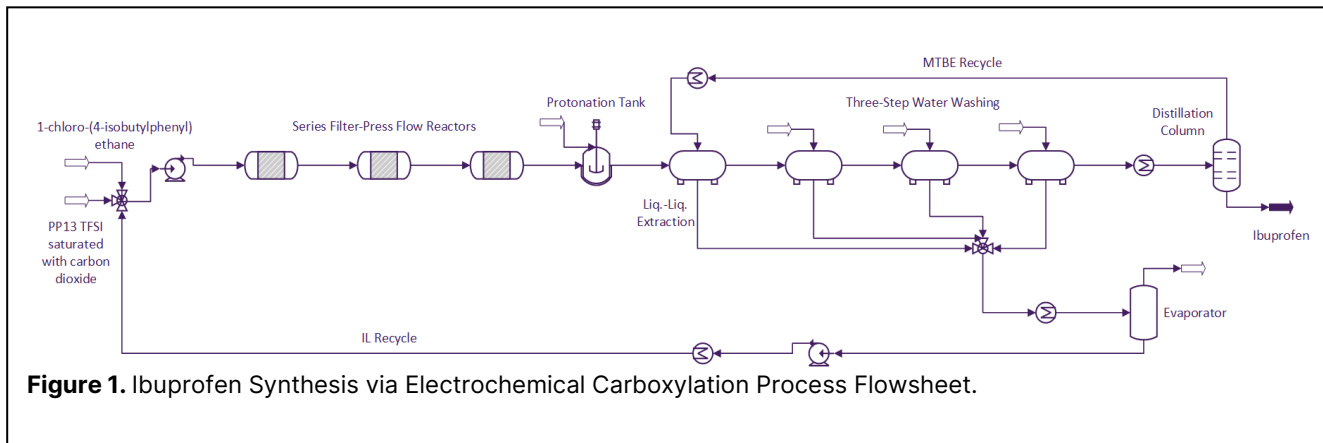 MTBE Recycle
Protonation Tank
Three-Step Water Washing
Distillation
Column
1-chloro-(4-isobutylphenyl)
ethane
Series Filter-Press Flow Reactors
PP13 TFSI
saturated
with carbon
dioxide
Liq.-Liq.
Extraction
Ibuprofen
Evaporator
IL Recycle
Figure 1. Ibuprofen Synthesis via Electrochemical Carboxylation Process Flowsheet.